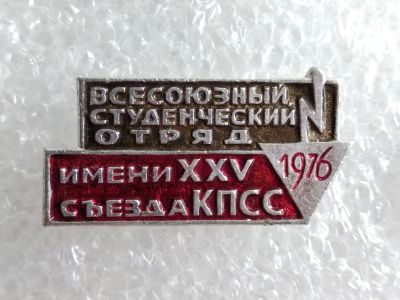 ВСЕСОЮЗНЫЙ
СТУДЕНЧЕСКИЙ
ОТРЯД
ИМЕНИ XXV
СЪЕЗДА КПСС
1976